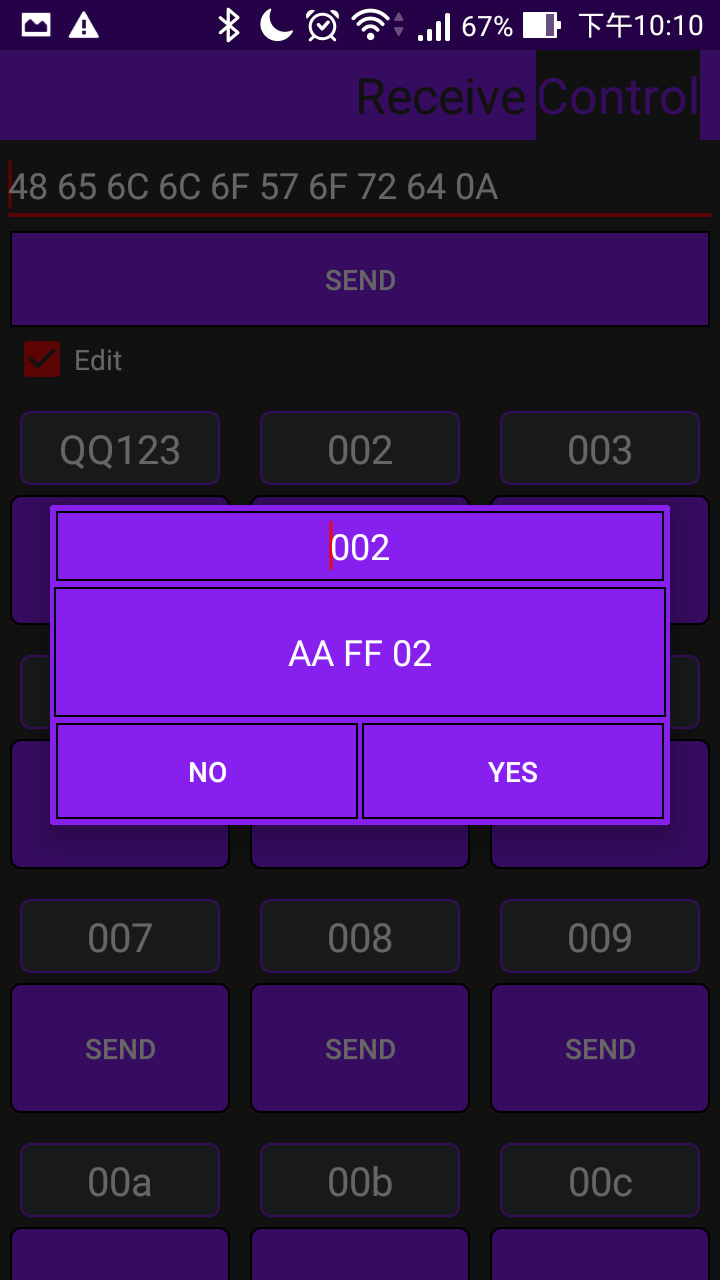 67% 下午10:10
Receive Control
48 65 6C 6C 6F 57 6F 72 64 0A
SEND
Edit
QQ123 002 003
002
AA FF 02
NO YES
007 008 009
SEND SEND SEND
00a 00b 00c